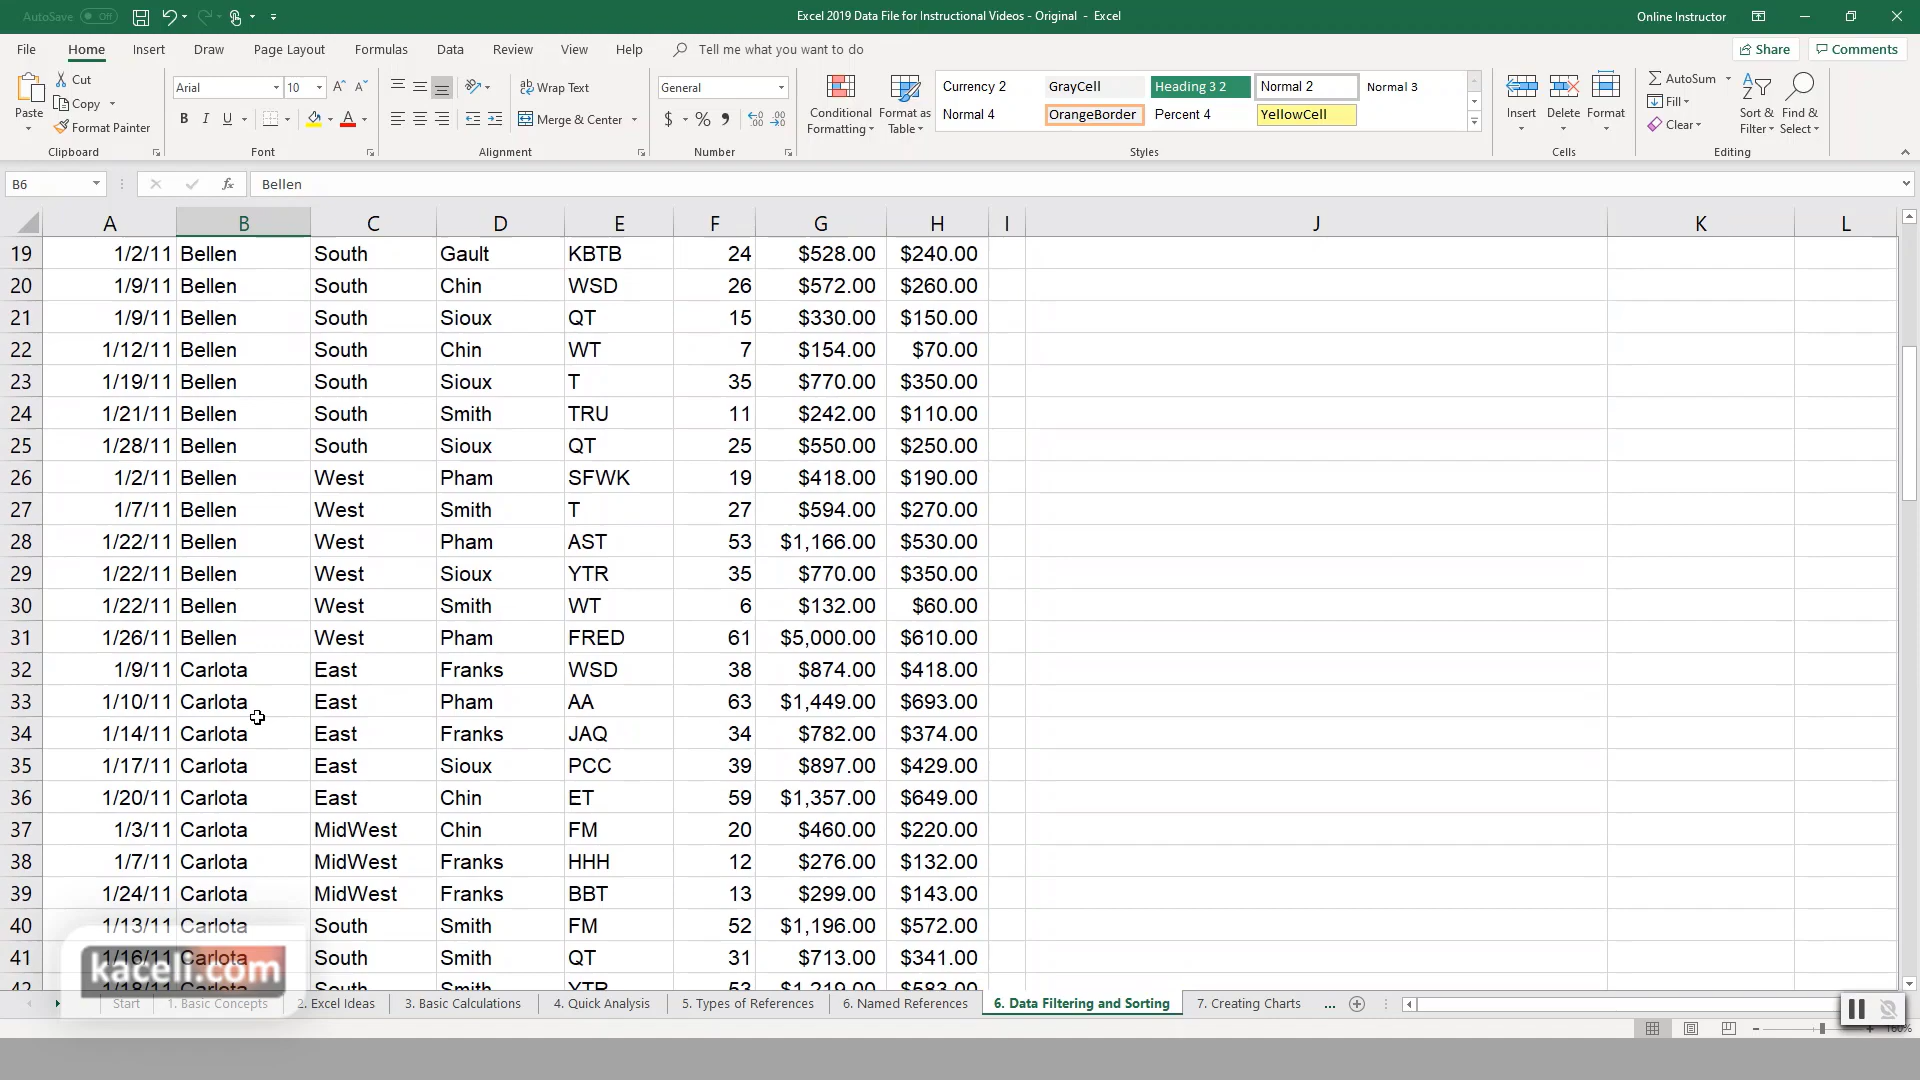 AutoSave Off Excel 2019 Data File for Instructional Videos - Original - Excel Online Instructor
File Home Insert Draw Page Layout Formulas Data Review View Help Tell me what you want to do Share Comments
Paste Cut Copy Format Painter
Clipboard
Arial 10 B I U A
Font
Wrap Text
Merge & Center
Alignment
General
$ % 9
Number
Conditional Formatting Format as Table
Currency 2 GrayCell Heading 3 2 Normal 2 Normal 3
Normal 4 OrangeBorder Percent 4 YellowCell
Styles
Insert Delete Format
Cells
AutoSum
Fill
Clear
Sort & Filter Find & Select
Editing
B6 fx Bellen
A B C D E F G H I J K L
19 1/2/11 Bellen South Gault KBTB 24 $528.00 $240.00
20 1/9/11 Bellen South Chin WSD 26 $572.00 $260.00
21 1/9/11 Bellen South Sioux QT 15 $330.00 $150.00
22 1/12/11 Bellen South Chin WT 7 $154.00 $70.00
23 1/19/11 Bellen South Sioux T 35 $770.00 $350.00
24 1/21/11 Bellen South Smith TRU 11 $242.00 $110.00
25 1/28/11 Bellen South Sioux QT 25 $550.00 $250.00
26 1/2/11 Bellen West Pham SFWK 19 $418.00 $190.00
27 1/7/11 Bellen West Smith T 27 $594.00 $270.00
28 1/22/11 Bellen West Pham AST 53 $1,166.00 $530.00
29 1/22/11 Bellen West Sioux YTR 35 $770.00 $350.00
30 1/22/11 Bellen West Smith WT 6 $132.00 $60.00
31 1/26/11 Bellen West Pham FRED 61 $5,000.00 $610.00
32 1/9/11 Carlota East Franks WSD 38 $874.00 $418.00
33 1/10/11 Carlota East Pham AA 63 $1,449.00 $693.00
34 1/14/11 Carlota East Franks JAQ 34 $782.00 $374.00
35 1/17/11 Carlota East Sioux PCC 39 $897.00 $429.00
36 1/20/11 Carlota East Chin ET 59 $1,357.00 $649.00
37 1/3/11 Carlota MidWest Chin FM 20 $460.00 $220.00
38 1/7/11 Carlota MidWest Franks HHH 12 $276.00 $132.00
39 1/24/11 Carlota MidWest Franks BBT 13 $299.00 $143.00
40 1/13/11 Carlota South Smith FM 52 $1,196.00 $572.00
41 1/16/11 Carlota South Smith QT 31 $713.00 $341.00
42 1/18/11 Carlota South Smith YTR 53 $1,219.00 $583.00
kaceli.com
Start 1. Basic Concepts 2. Excel Ideas 3. Basic Calculations 4. Quick Analysis 5. Types of References 6. Named References 6. Data Filtering and Sorting 7. Creating Charts ...
160%